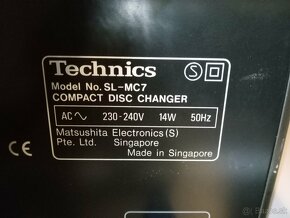 Technics
Model No. SL-MC7
COMPACT DISC CHANGER
AC 230-240V 14W 50Hz
Matsushita Electronics(S)
Pte. Ltd. Singapore
Made in Singapore
S
CE